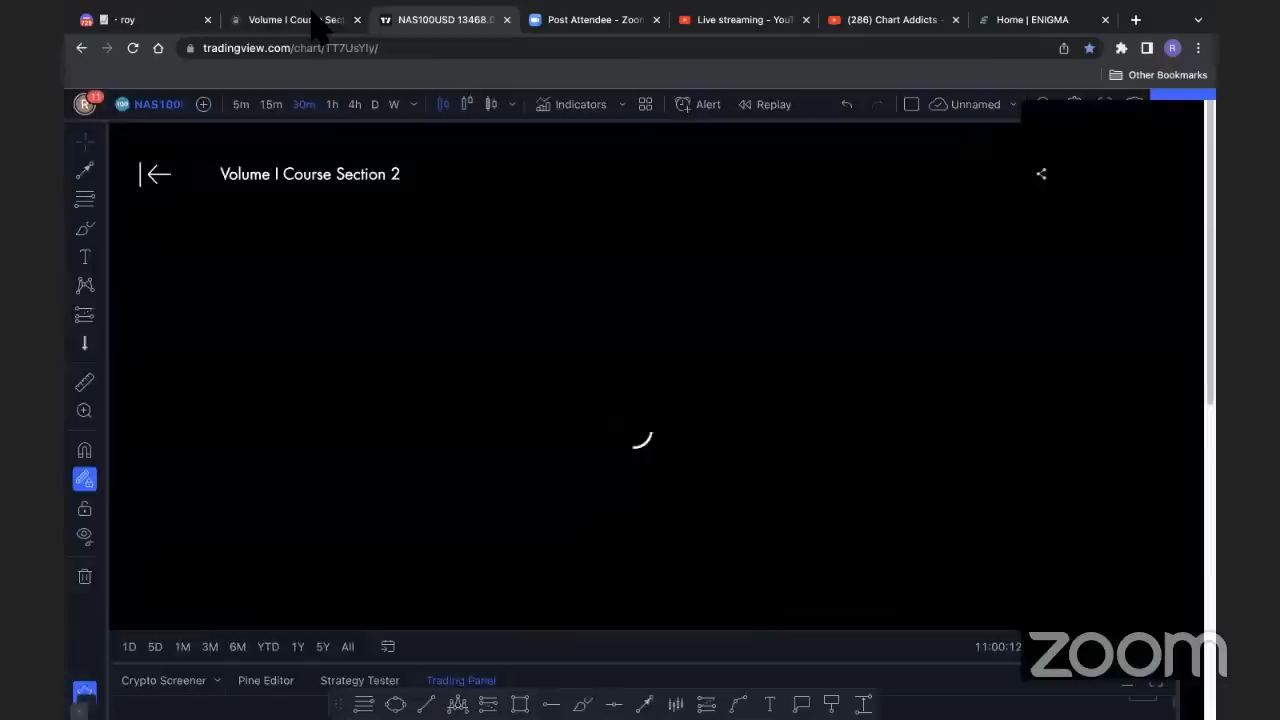 729
roy
Volume I Course Sect
NAS100USD 13468.0
Post Attendee - Zoom
Live streaming - YouT
(286) Chart Addicts -
Home | ENIGMA
tradingview.com/chart/TT7UsYIy/
R
Other Bookmarks
R
11
NAS100
5m
15m
30m
1h
4h
D
W
Indicators
Alert
Replay
Unnamed
Volume I Course Section 2
T
1D
5D
1M
3M
6M
YTD
1Y
5Y
All
11:00:12
Crypto Screener
Pine Editor
Strategy Tester
Trading Panel
T
zoom